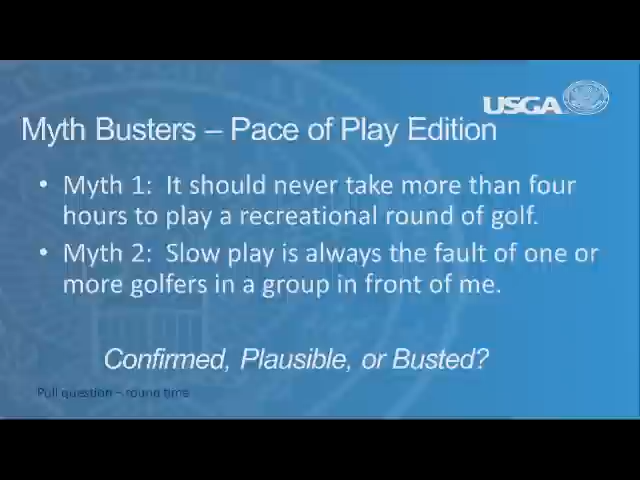 USGA
Myth Busters – Pace of Play Edition
• Myth 1: It should never take more than four
hours to play a recreational round of golf.
• Myth 2: Slow play is always the fault of one or
more golfers in a group in front of me.
Confirmed, Plausible, or Busted?
Poll question – round time